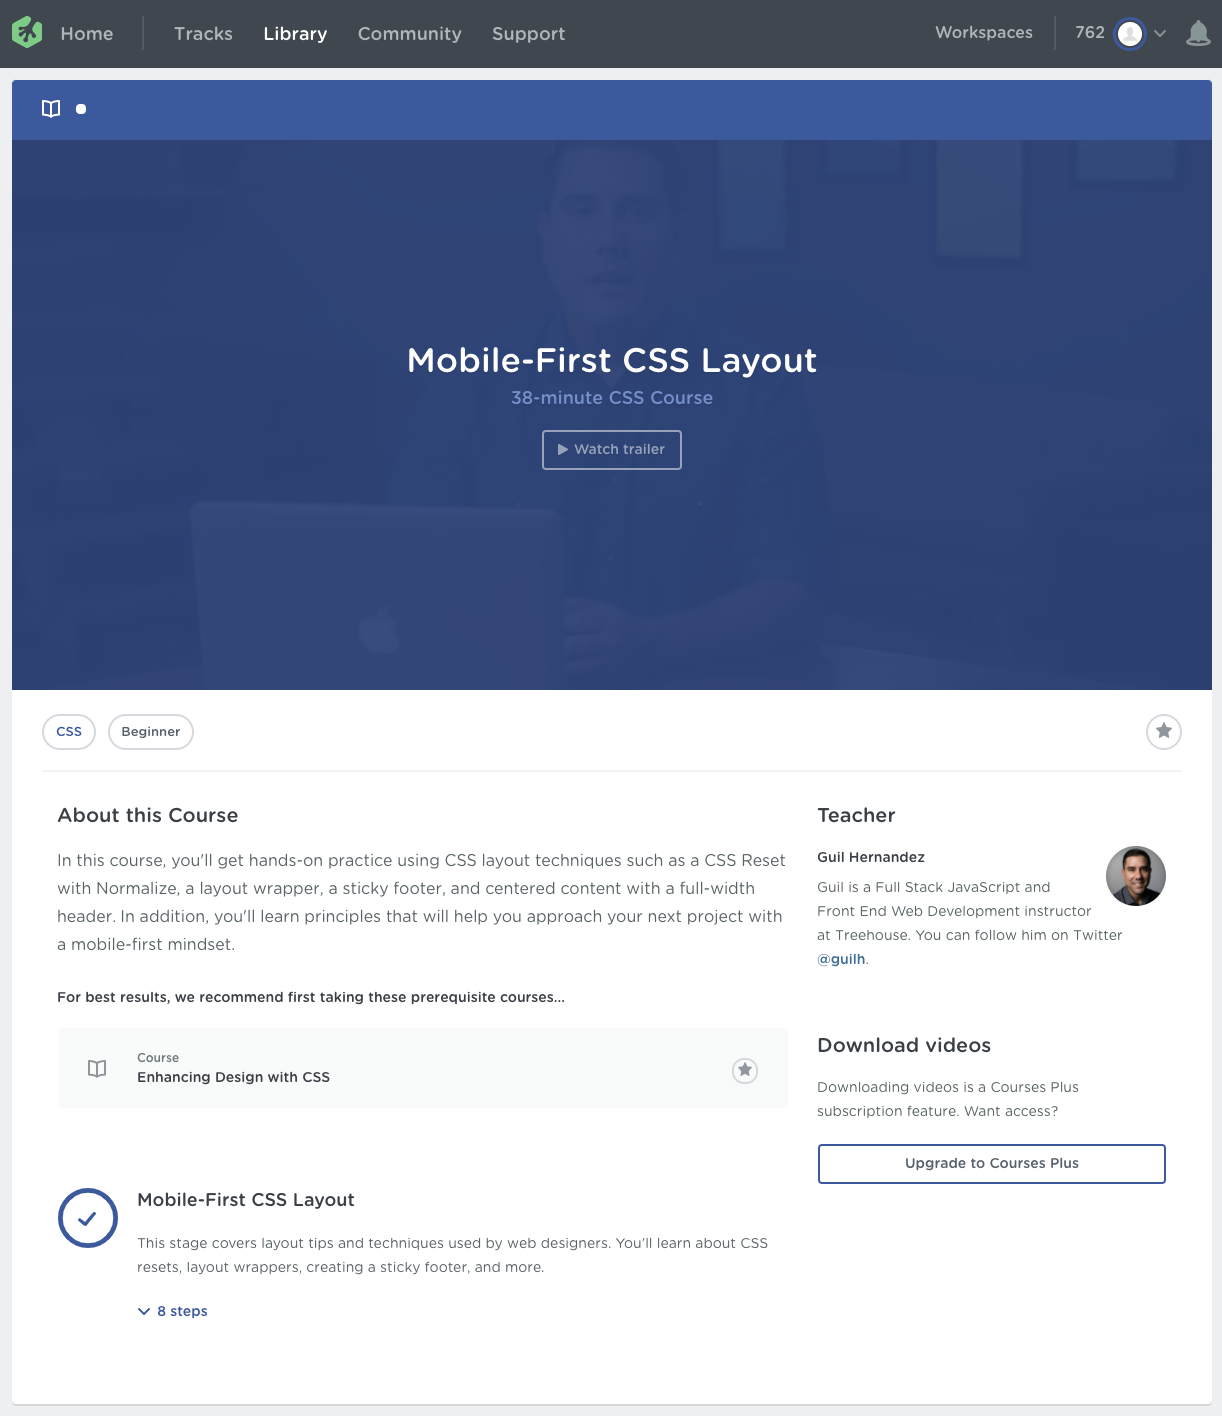 Home Tracks Library Community Support Workspaces 762
Mobile-First CSS Layout
38-minute CSS Course
Watch trailer
CSS Beginner
About this Course
In this course, you'll get hands-on practice using CSS layout techniques such as a CSS Reset
with Normalize, a layout wrapper, a sticky footer, and centered content with a full-width
header. In addition, you'll learn principles that will help you approach your next project with
a mobile-first mindset.
For best results, we recommend first taking these prerequisite courses...
Course
Enhancing Design with CSS
Mobile-First CSS Layout
This stage covers layout tips and techniques used by web designers. You'll learn about CSS
resets, layout wrappers, creating a sticky footer, and more.
8 steps
Teacher
Guil Hernandez
Guil is a Full Stack JavaScript and
Front End Web Development instructor
at Treehouse. You can follow him on Twitter
@guilh.
Download videos
Downloading videos is a Courses Plus
subscription feature. Want access?
Upgrade to Courses Plus